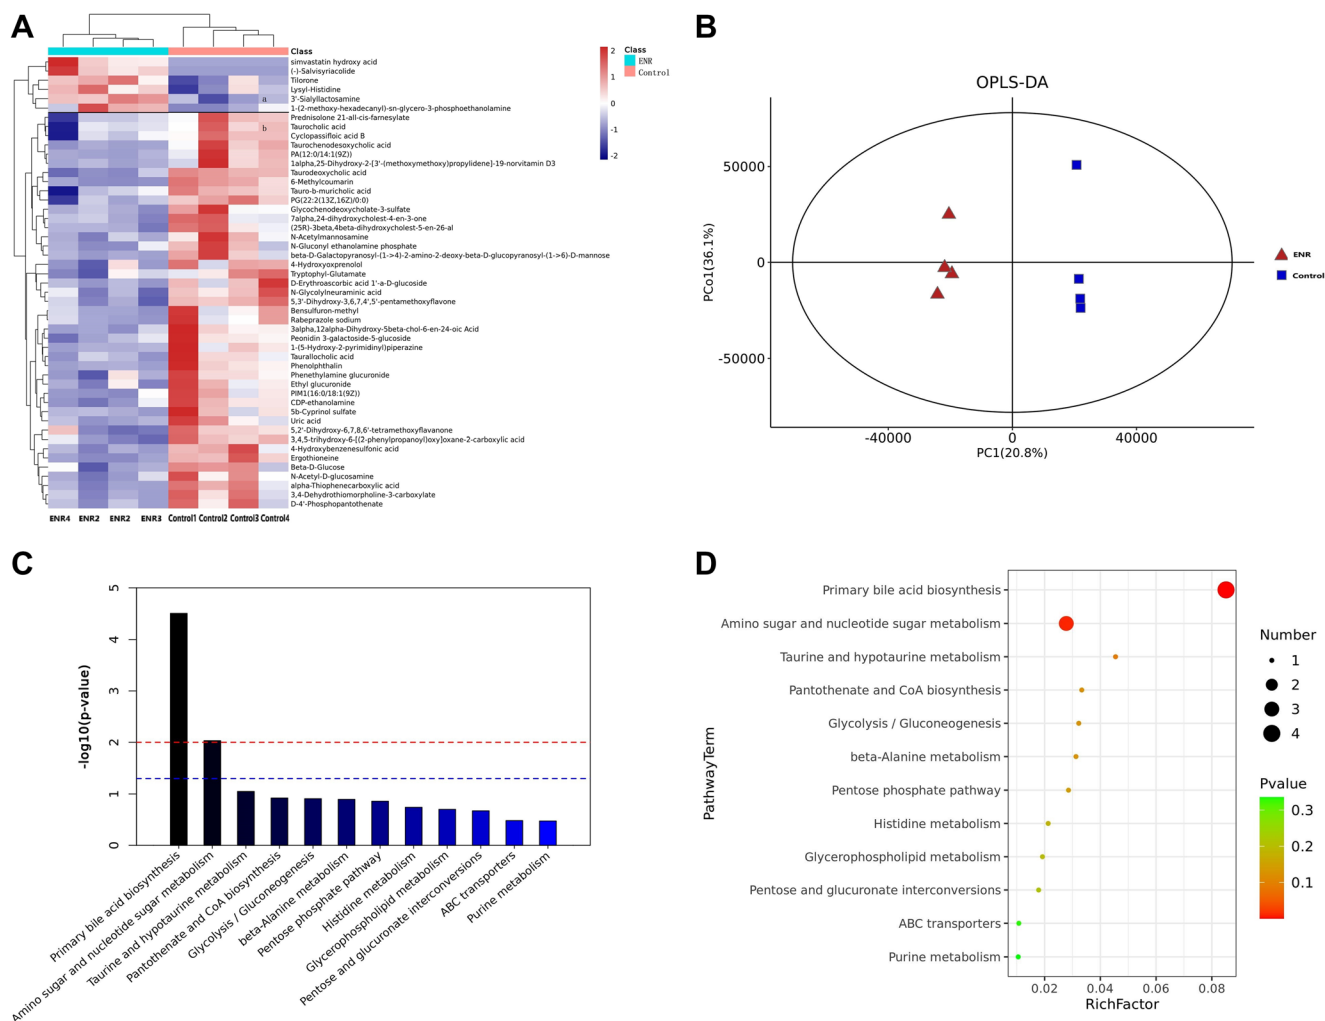 A
Class
simvastatin hydroxy acid
(-)-Salvisyriacolide
Tilorone
Lysyl-Histidine
3'-Sialyllactosamine
1-(2-methoxy-hexadecanyl)-sn-glycero-3-phosphoethanolamine
Prednisolone 21-all-cis-farnesylate
Taurocholic acid
Cyclopassifloic acid B
Taurochenodesoxycholic acid
PA(12:0/14:1(9Z))
1alpha,25-Dihydroxy-2-[3'-(methoxymethoxy)propylidene]-19-norvitamin D3
Taurodeoxycholic acid
6-Methylcoumarin
Tauro-b-muricholic acid
PG(22:2(13Z,16Z)/0:0)
Glycochenodeoxycholate-3-sulfate
7alpha,24-dihydroxycholest-4-en-3-one
(25R)-3beta,4beta-dihydroxycholest-5-en-26-al
N-Acetylmannosamine
N-Gluconyl ethanolamine phosphate
beta-D-Galactopyranosyl-(1->4)-2-amino-2-deoxy-beta-D-glucopyranosyl-(1->6)-D-mannose
4-Hydroxyoxprenolol
Tryptophyl-Glutamate
D-Erythroascorbic acid 1'-a-D-glucoside
N-Glycolylneuraminic acid
5,3'-Dihydroxy-3,6,7,4',5'-pentamethoxyflavone
Bensulfuron-methyl
Rabeprazole sodium
3alpha,12alpha-Dihydroxy-5beta-chol-6-en-24-oic Acid
Peonidin 3-galactoside-5-glucoside
1-(5-Hydroxy-2-pyrimidinyl)piperazine
Taurallocholic acid
Phenolphthalin
Phenethylamine glucuronide
Ethyl glucuronide
PIM1(16:0/18:1(9Z))
CDP-ethanolamine
5b-Cyprinol sulfate
Uric acid
5,2'-Dihydroxy-6,7,8,6'-tetramethoxyflavanone
3,4,5-trihydroxy-6-[(2-phenylpropanoyl)oxy]oxane-2-carboxylic acid
4-Hydroxybenzenesulfonic acid
Ergothioneine
Beta-D-Glucose
N-Acetyl-D-glucosamine
alpha-Thiophenecarboxylic acid
3,4-Dehydrothiomorpholine-3-carboxylate
D-4'-Phosphopantothenate
a
b
ENR4 ENR2 ENR2 ENR3 Control1 Control2 Control3 Control4
2
1
0
-1
-2
Class
ENR
Control
B
OPLS-DA
50000
0
-50000
PCo1(36.1%)
-40000 0 40000
PC1(20.8%)
ENR
Control
C
5
4
3
2
1
0
-log10(p-value)
Primary bile acid biosynthesis
Amino sugar and nucleotide sugar metabolism
Taurine and hypotaurine metabolism
Pantothenate and CoA biosynthesis
Glycolysis / Gluconeogenesis
beta-Alanine metabolism
Pentose phosphate pathway
Histidine metabolism
Glycerophospholipid metabolism
Pentose and glucuronate interconversions
ABC transporters
Purine metabolism
D
PathwayTerm
Primary bile acid biosynthesis
Amino sugar and nucleotide sugar metabolism
Taurine and hypotaurine metabolism
Pantothenate and CoA biosynthesis
Glycolysis / Gluconeogenesis
beta-Alanine metabolism
Pentose phosphate pathway
Histidine metabolism
Glycerophospholipid metabolism
Pentose and glucuronate interconversions
ABC transporters
Purine metabolism
0.02 0.04 0.06 0.08
RichFactor
Number
1
2
3
4
Pvalue
0.3
0.2
0.1